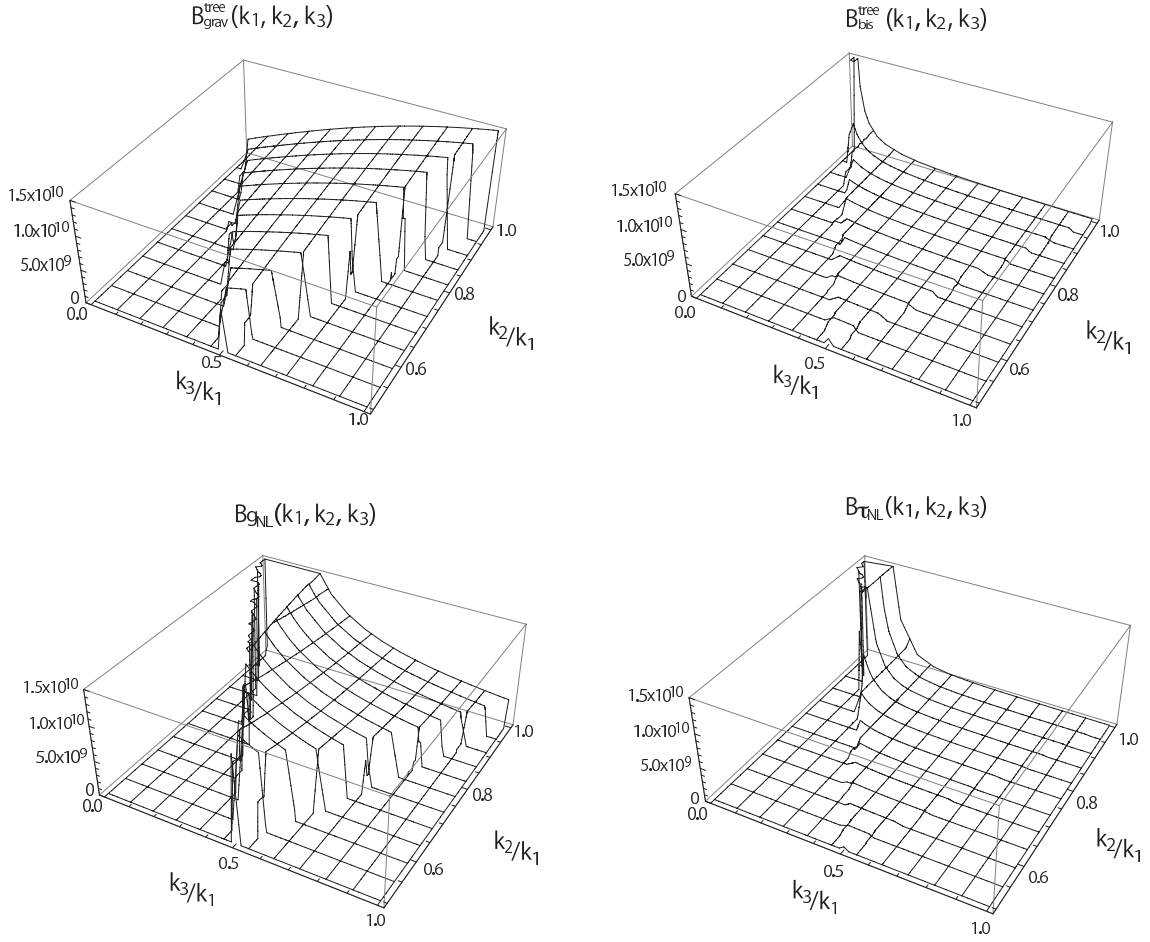 B^tree_grav (k1, k2, k3)
1.5x10^10
1.0x10^10
5.0x10^9
0
0.0
0.5
1.0
k3/k1
0.6
0.8
1.0
k2/k1
B^tree_bis (k1, k2, k3)
1.5x10^10
1.0x10^10
5.0x10^9
0
0.0
0.5
1.0
k3/k1
0.6
0.8
1.0
k2/k1
BgNL(k1, k2, k3)
1.5x10^10
1.0x10^10
5.0x10^9
0
0.0
0.5
1.0
k3/k1
0.6
0.8
1.0
k2/k1
BτNL(k1, k2, k3)
1.5x10^10
1.0x10^10
5.0x10^9
0
0.0
0.5
1.0
k3/k1
0.6
0.8
1.0
k2/k1